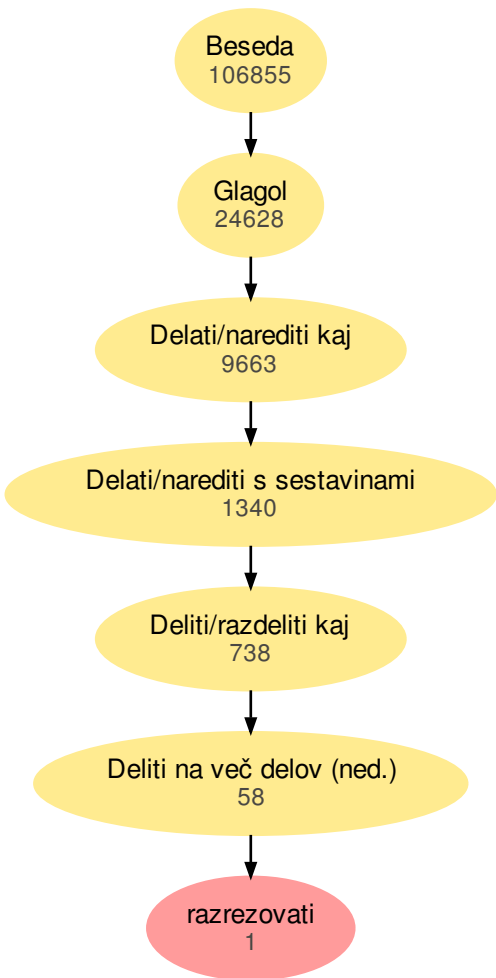 Beseda
106855
Glagol
24628
Delati/narediti kaj
9663
Delati/narediti s sestavinami
1340
Deliti/razdeliti kaj
738
Deliti na več delov (ned.)
58
razrezovati
1